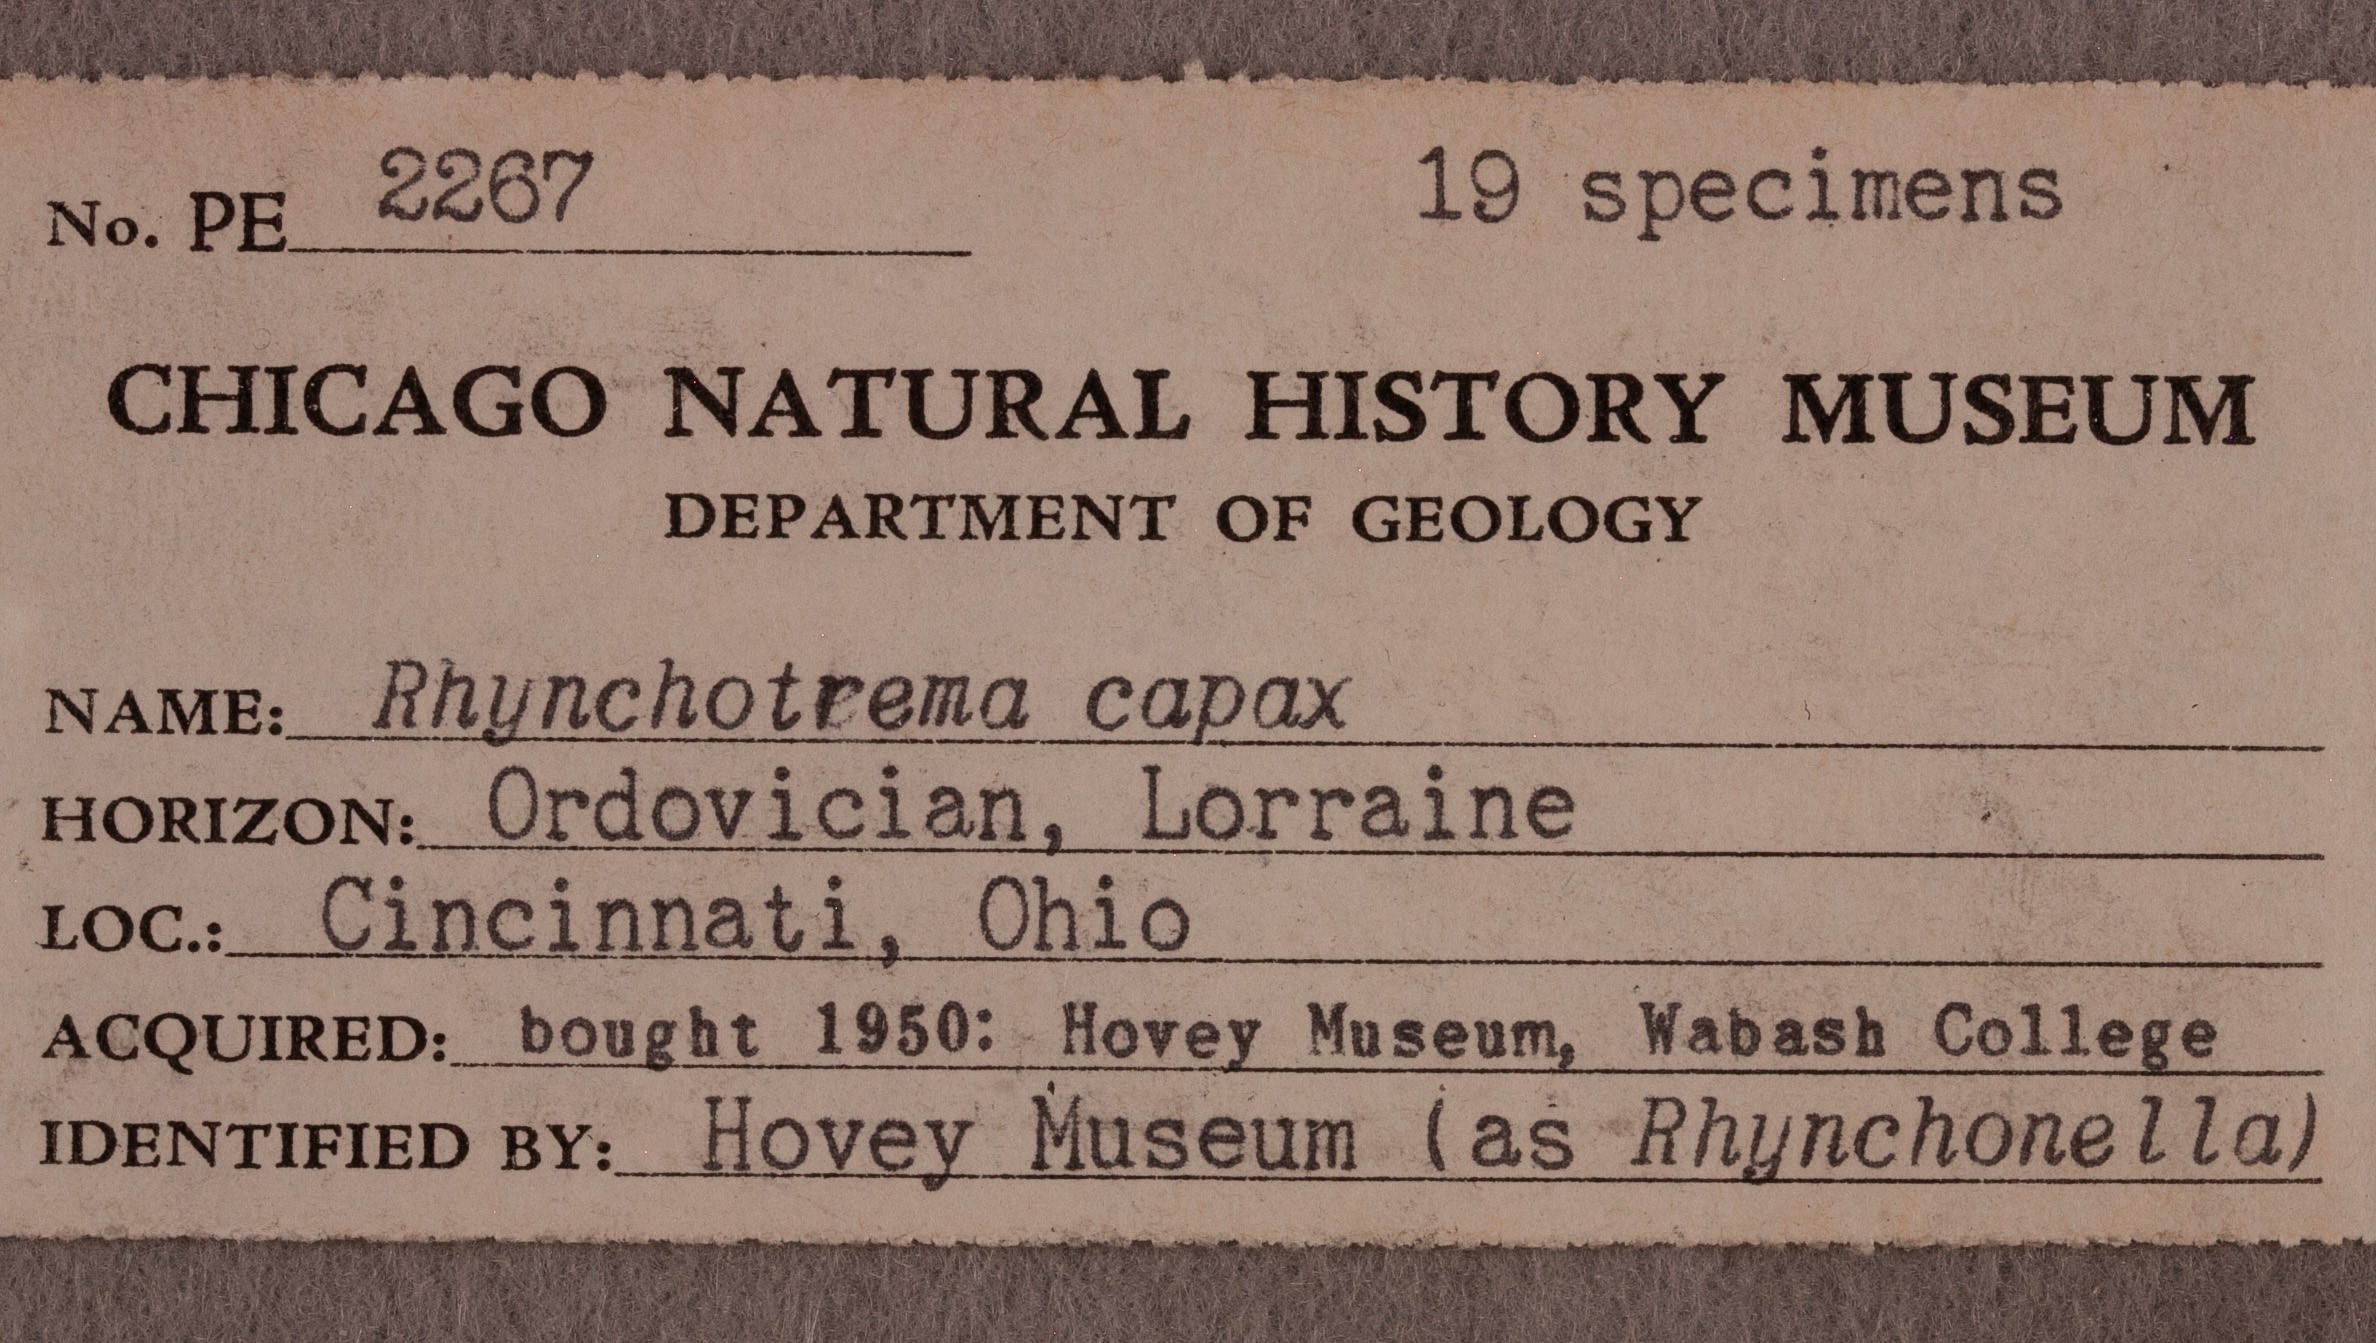 No. PE 2267 19 specimens
CHICAGO NATURAL HISTORY MUSEUM
DEPARTMENT OF GEOLOGY
NAME: Rhynchotrema capax
HORIZON: Ordovician, Lorraine
LOC.: Cincinnati, Ohio
ACQUIRED: bought 1950: Hovey Museum, Wabash College
IDENTIFIED BY: Hovey Museum (as Rhynchonella)